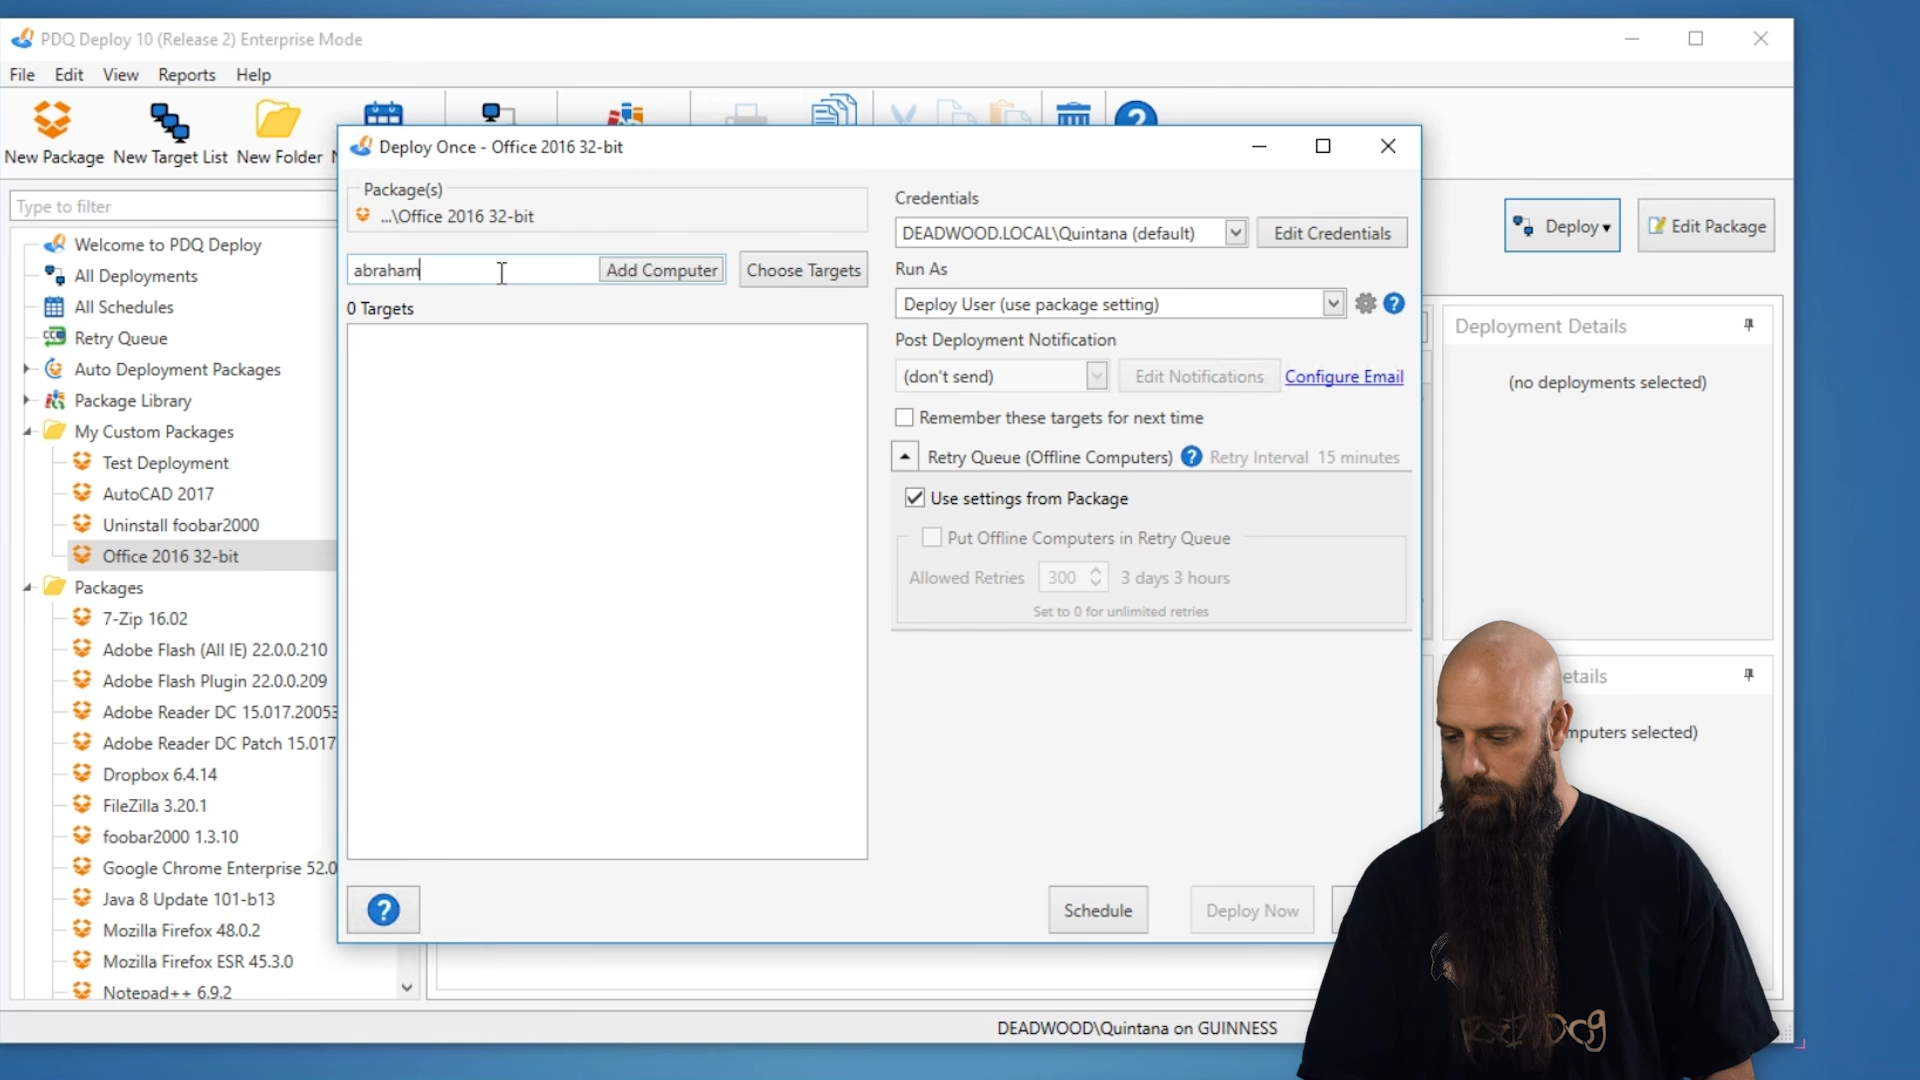 PDQ Deploy 10 (Release 2) Enterprise Mode
File Edit View Reports Help
New Package New Target List New Folder
Type to filter
Welcome to PDQ Deploy
All Deployments
All Schedules
Retry Queue
Auto Deployment Packages
Package Library
My Custom Packages
Test Deployment
AutoCAD 2017
Uninstall foobar2000
Office 2016 32-bit
Packages
7-Zip 16.02
Adobe Flash (All IE) 22.0.0.210
Adobe Flash Plugin 22.0.0.209
Adobe Reader DC 15.017.20053
Adobe Reader DC Patch 15.017
Dropbox 6.4.14
FileZilla 3.20.1
foobar2000 1.3.10
Google Chrome Enterprise 52.0
Java 8 Update 101-b13
Mozilla Firefox 48.0.2
Mozilla Firefox ESR 45.3.0
Notepad++ 6.9.2
Deploy Once - Office 2016 32-bit
Package(s)
...\Office 2016 32-bit
abraham Add Computer Choose Targets
0 Targets
Credentials
DEADWOOD.LOCAL\Quintana (default) Edit Credentials
Run As
Deploy User (use package setting)
Post Deployment Notification
(don't send) Edit Notifications Configure Email
Remember these targets for next time
Retry Queue (Offline Computers) Retry Interval 15 minutes
Use settings from Package
Put Offline Computers in Retry Queue
Allowed Retries 300 3 days 3 hours
Set to 0 for unlimited retries
Schedule Deploy Now
Deploy Edit Package
Deployment Details
(no deployments selected)
etails
mputers selected)
DEADWOOD\Quintana on GUINNESS